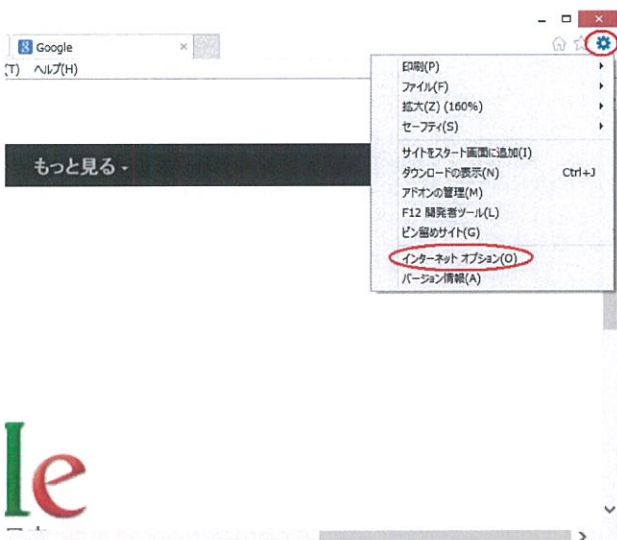 Google
(T) ヘルプ(H)
印刷(P)
ファイル(F)
拡大(Z) (160%)
セーフティ(S)
サイトをスタート画面に追加(I)
ダウンロードの表示(N) Ctrl+J
アドオンの管理(M)
F12 開発者ツール(L)
ピン留めサイト(G)
インターネット オプション(O)
バージョン情報(A)
もっと見る
le